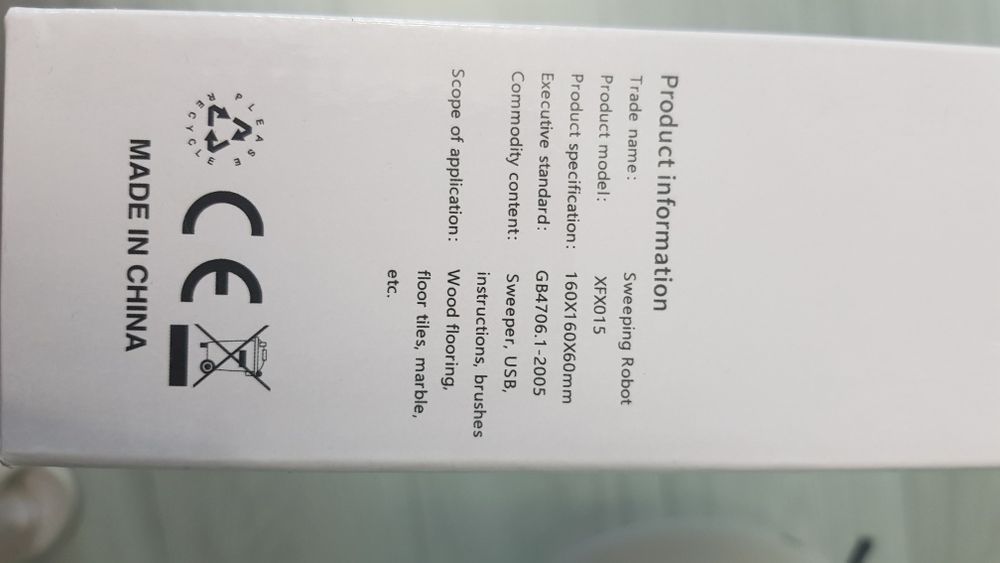 Product information
Trade name: Sweeping Robot
Product model: XFX015
Product specification: 160X160X60mm
Executive standard: GB4706.1-2005
Commodity content: Sweeper, USB,
instructions, brushes
Scope of application: Wood flooring,
floor tiles, marble,
etc.
PLEASE RECYCLE
CE
MADE IN CHINA